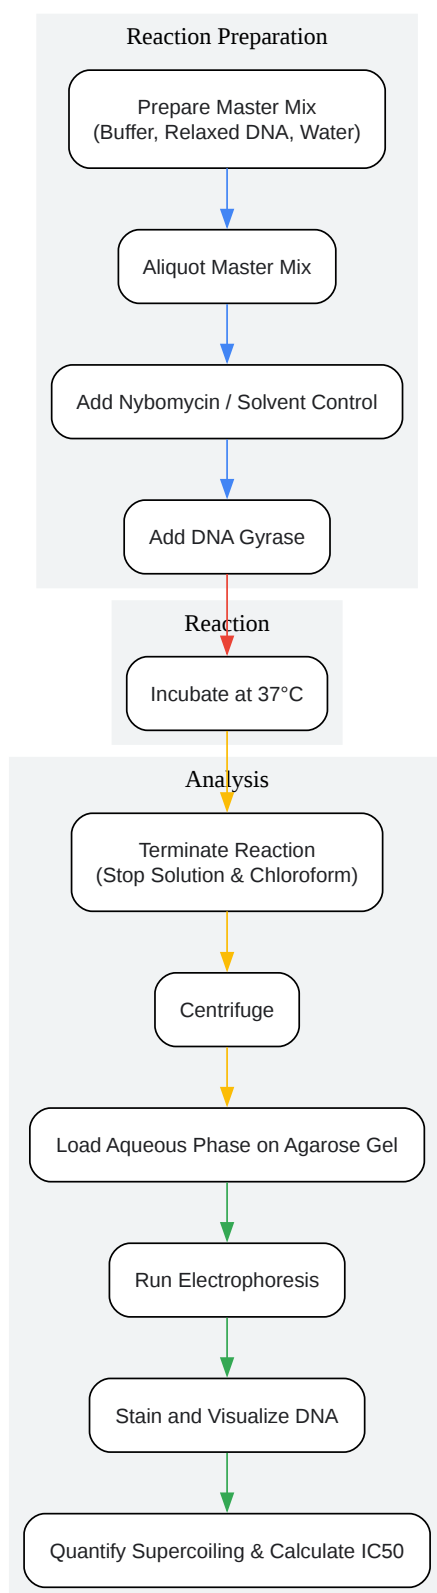 Reaction Preparation
Prepare Master Mix
(Buffer, Relaxed DNA, Water)
Aliquot Master Mix
Add Nybomycin / Solvent Control
Add DNA Gyrase
Reaction
Incubate at 37°C
Analysis
Terminate Reaction
(Stop Solution & Chloroform)
Centrifuge
Load Aqueous Phase on Agarose Gel
Run Electrophoresis
Stain and Visualize DNA
Quantify Supercoiling & Calculate IC50